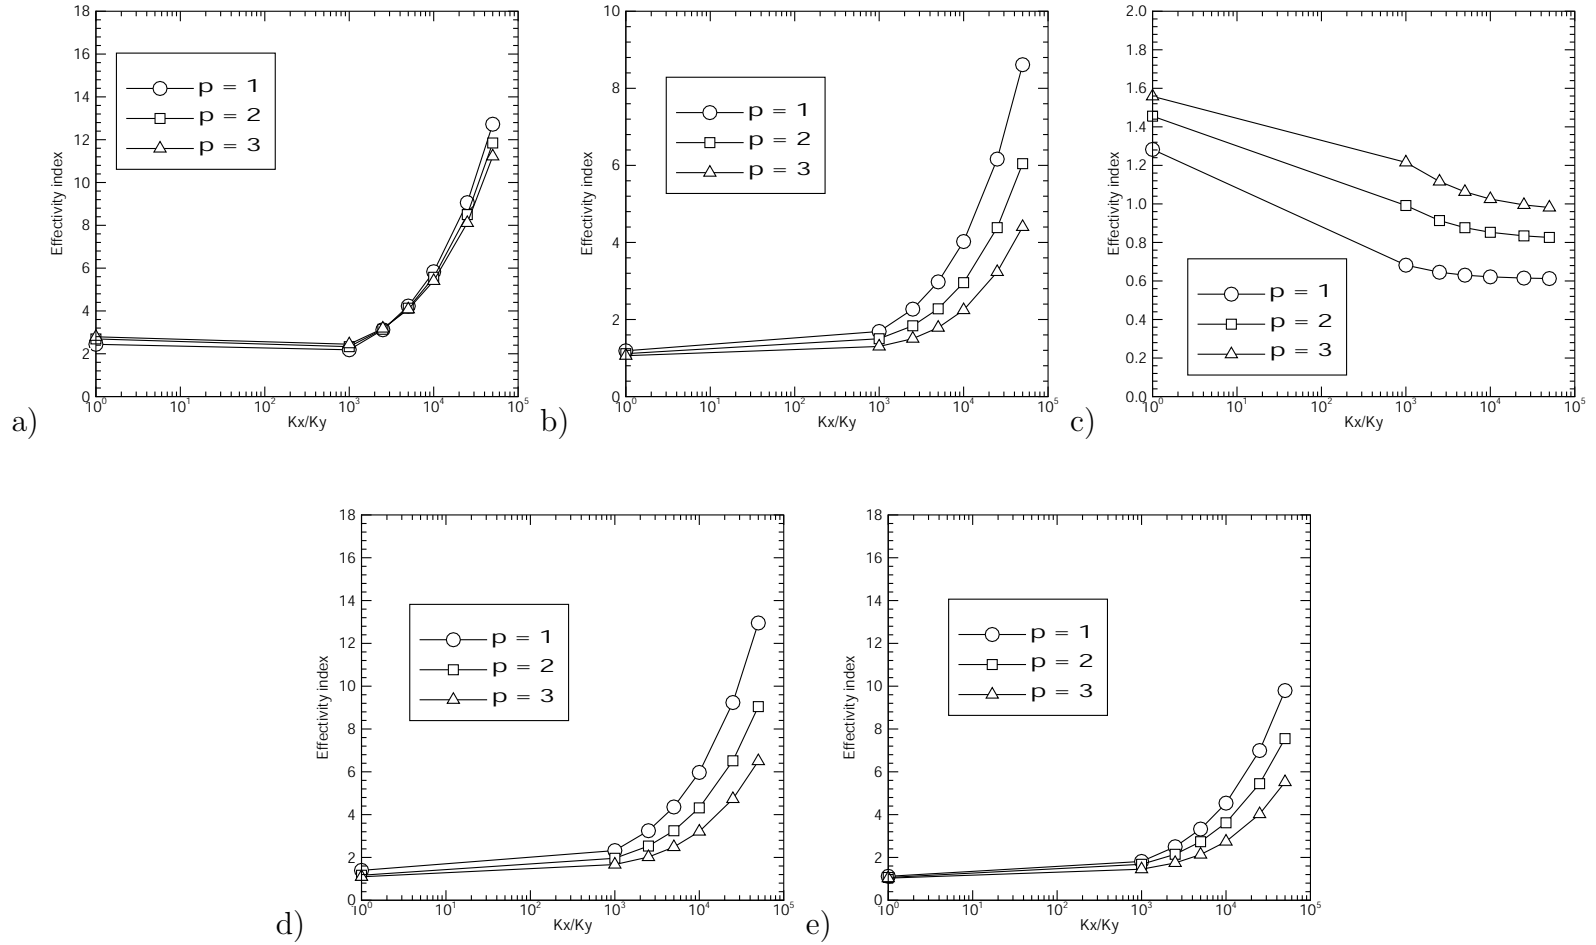 18
16
14
12
10
8
6
4
2
0
Effectivity index
p = 1
p = 2
p = 3
10^0
10^1
10^2
10^3
10^4
10^5
Kx/Ky
a)
10
8
6
4
2
0
Effectivity index
p = 1
p = 2
p = 3
10^0
10^1
10^2
10^3
10^4
10^5
Kx/Ky
b)
2.0
1.8
1.6
1.4
1.2
1.0
0.8
0.6
0.4
0.2
0.0
Effectivity index
p = 1
p = 2
p = 3
10^0
10^1
10^2
10^3
10^4
10^5
Kx/Ky
c)
18
16
14
12
10
8
6
4
2
0
Effectivity index
p = 1
p = 2
p = 3
10^0
10^1
10^2
10^3
10^4
10^5
Kx/Ky
d)
18
16
14
12
10
8
6
4
2
0
Effectivity index
p = 1
p = 2
p = 3
10^0
10^1
10^2
10^3
10^4
10^5
Kx/Ky
e)